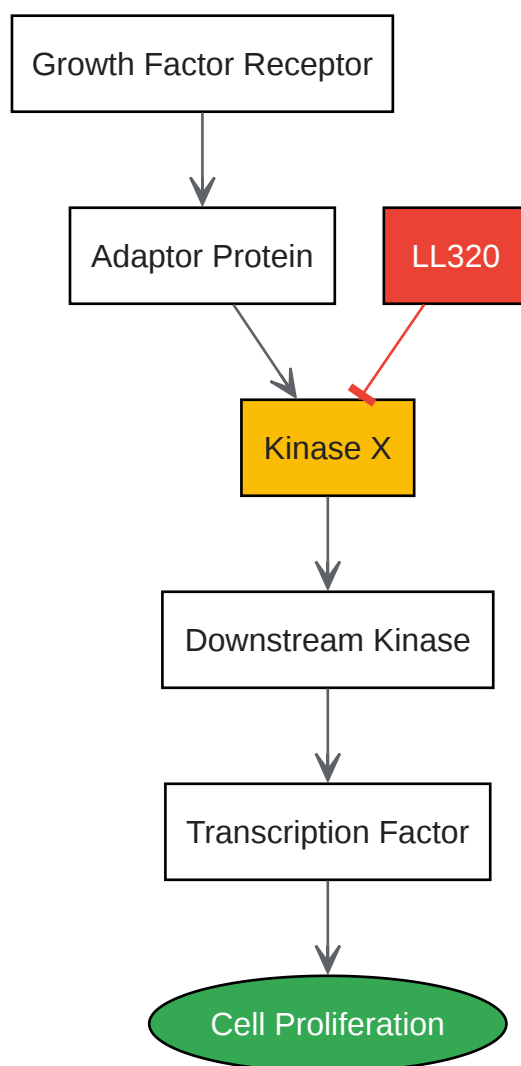 Growth Factor Receptor
Adaptor Protein
LL320
Kinase X
Downstream Kinase
Transcription Factor
Cell Proliferation